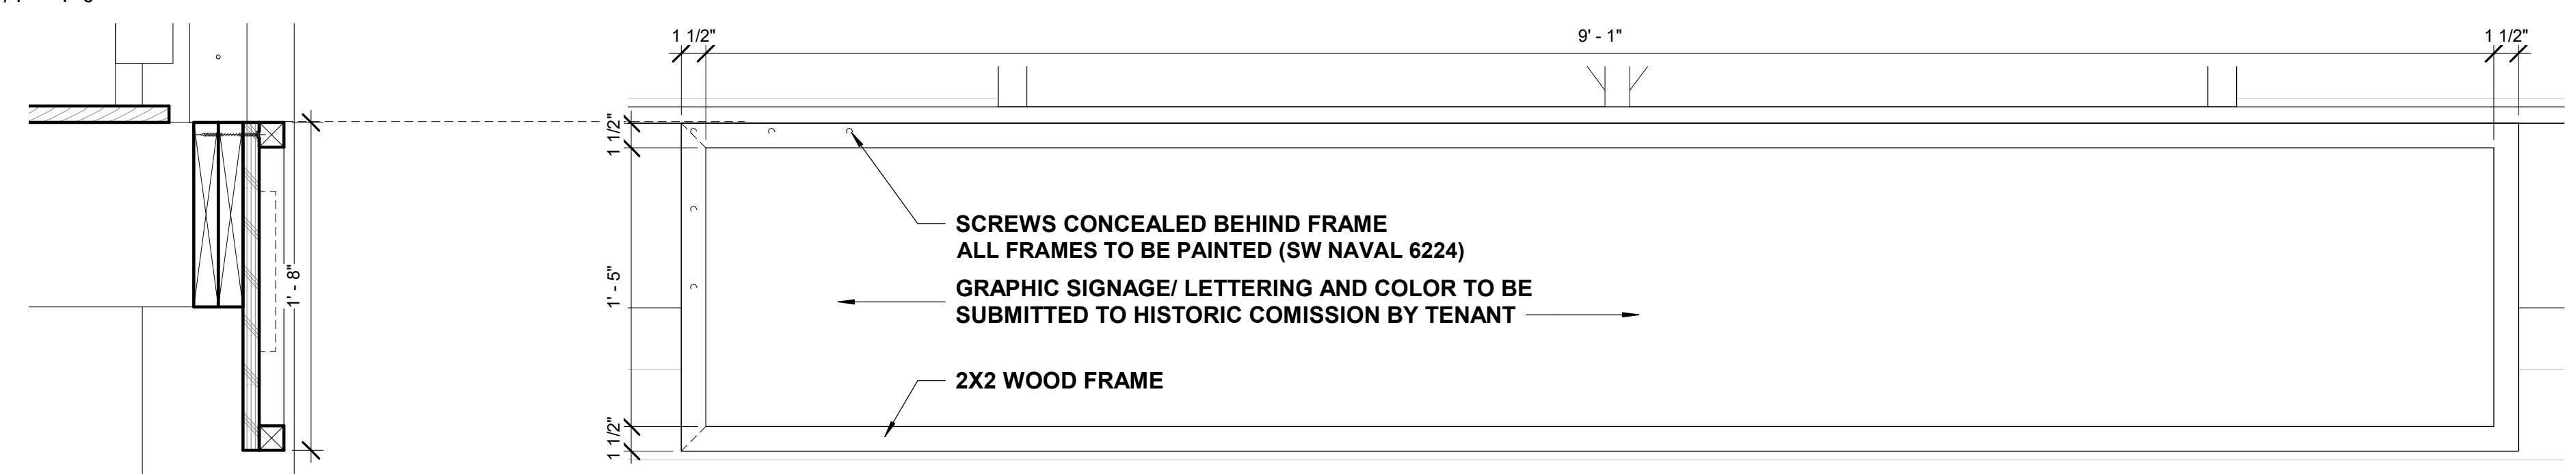 1 1/2" 9' - 1" 1 1/2"
1 1/2"
1' - 8"
1' - 5"
1 1/2"
SCREWS CONCEALED BEHIND FRAME
ALL FRAMES TO BE PAINTED (SW NAVAL 6224)
GRAPHIC SIGNAGE/ LETTERING AND COLOR TO BE
SUBMITTED TO HISTORIC COMISSION BY TENANT
2X2 WOOD FRAME